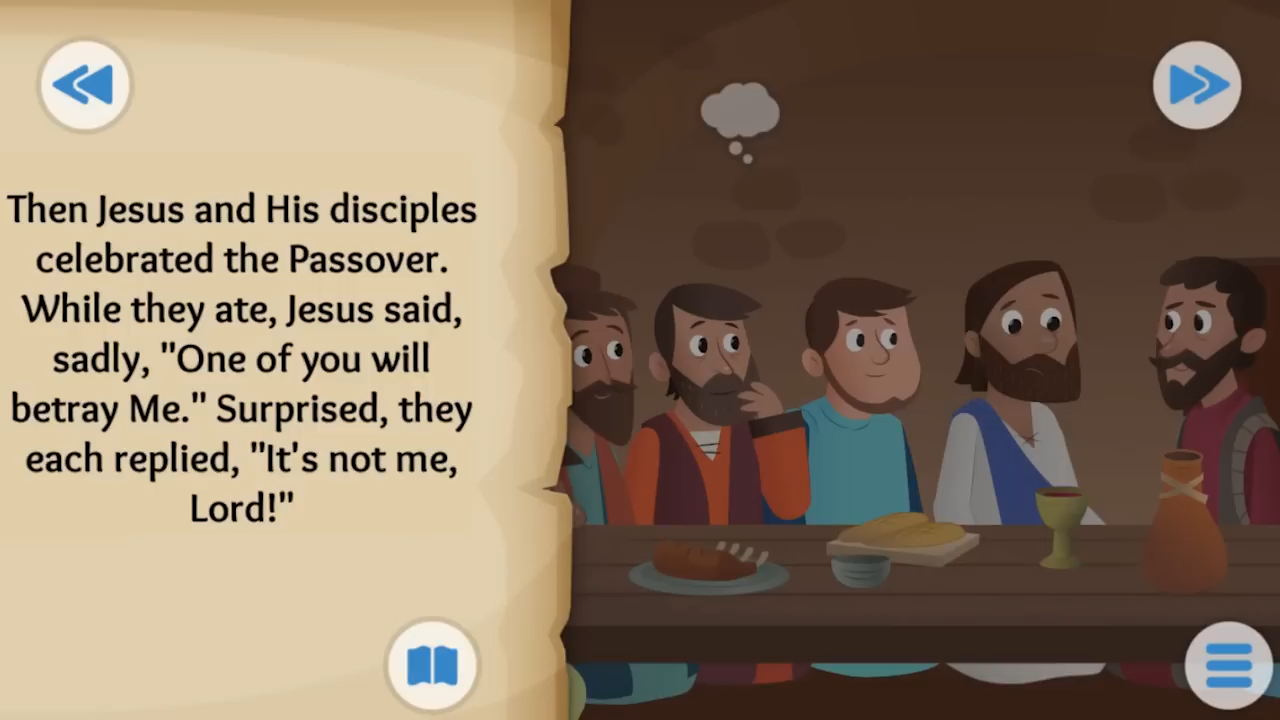 Then Jesus and His disciples
celebrated the Passover.
While they ate, Jesus said,
sadly, "One of you will
betray Me." Surprised, they
each replied, "It's not me,
Lord!"